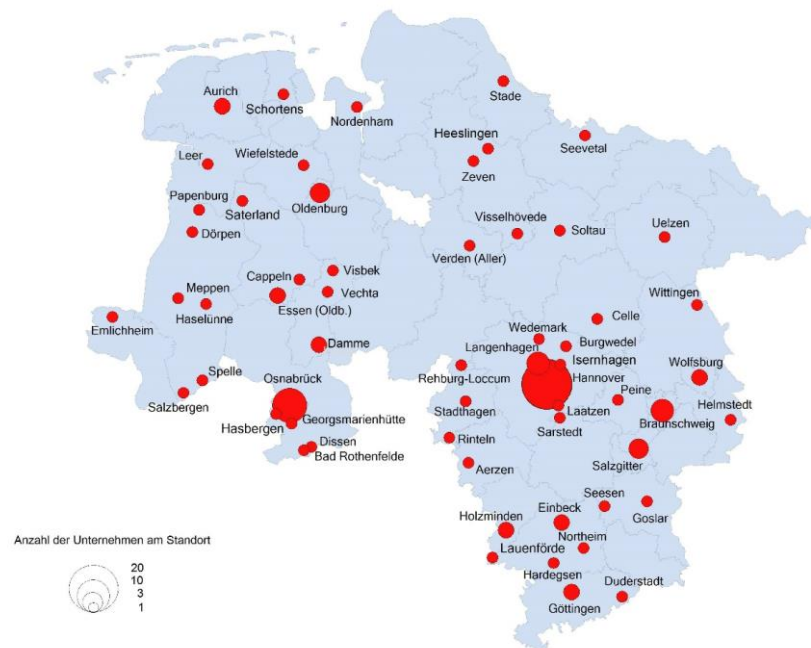 Stade
Aurich
Schortens
Nordenham
Heeslingen
Seevetal
Leer
Wiefelstede
Zeven
Papenburg
Saterland
Oldenburg
Visselhövede
Soltau
Uelzen
Dörpen
Verden (Aller)
Cappeln
Visbek
Meppen
Essen (Oldb.)
Vechta
Wittingen
Haselünne
Celle
Emlichheim
Wedemark
Burgwedel
Damme
Langenhagen
Isernhagen
Wolfsburg
Spelle
Osnabrück
Rehburg-Loccum
Hannover
Peine
Salzbergen
Stadthagen
Laatzen
Helmstedt
Georgsmarienhütte
Braunschweig
Hasbergen
Sarstedt
Dissen
Rinteln
Bad Rothenfelde
Salzgitter
Aerzen
Seesen
Goslar
Holzminden
Einbeck
Northeim
Anzahl der Unternehmen am Standort
Lauenförde
20
10
3
1
Hardegsen
Duderstadt
Göttingen